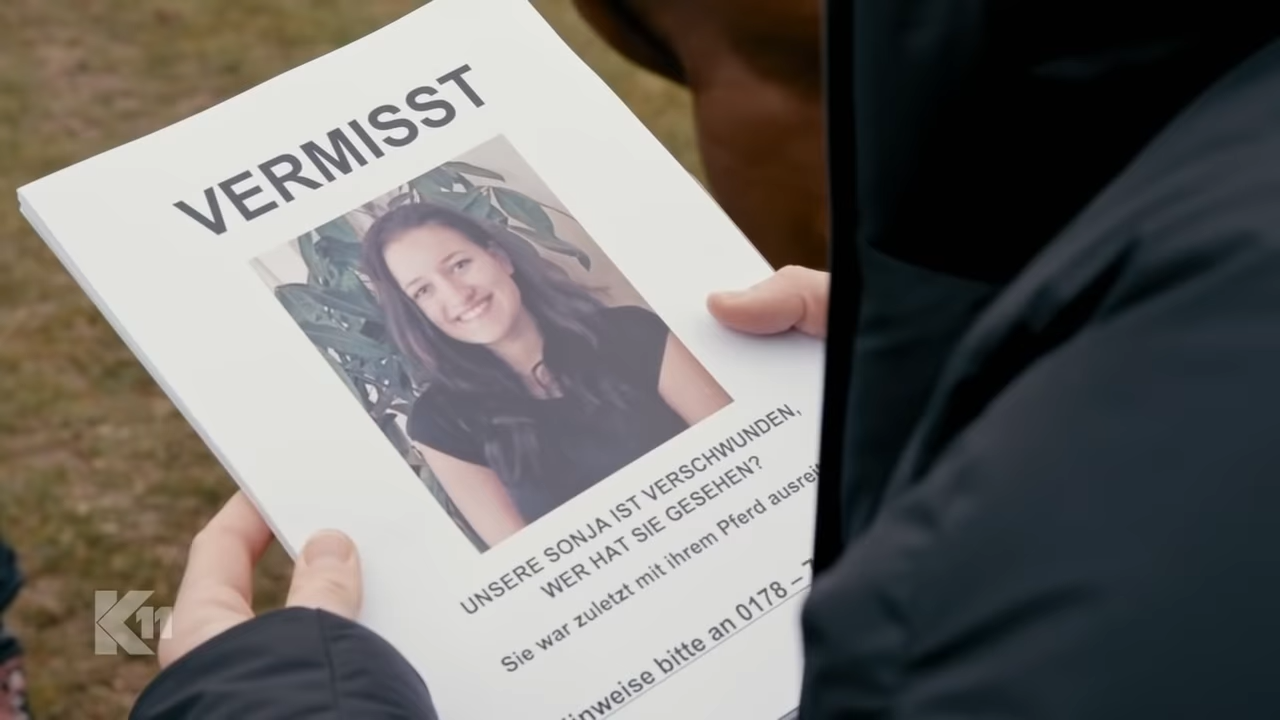 VERMISST
UNSERE SONJA IST VERSCHWUNDEN,
WER HAT SIE GESEHEN?
Sie war zuletzt mit ihrem Pferd
bitte an 0178 –
K11